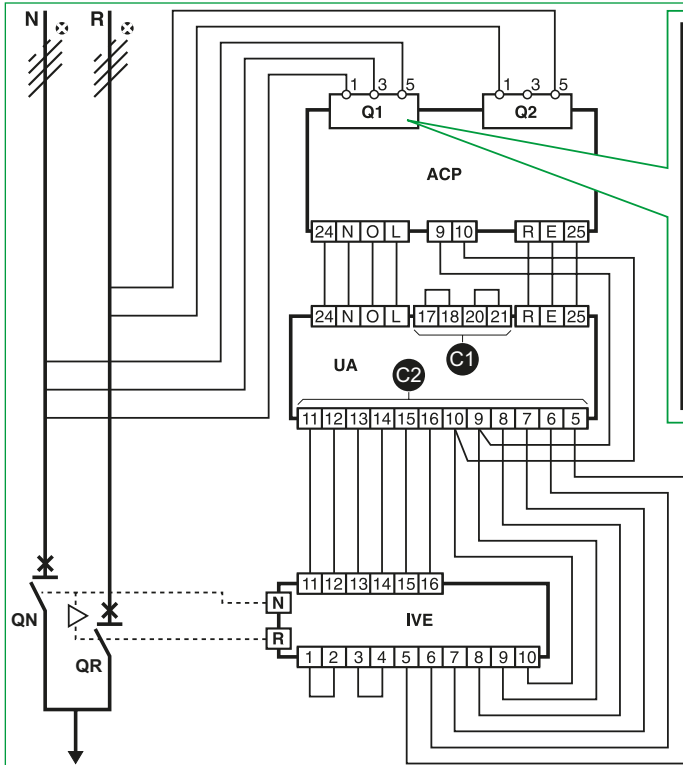 N R
1 3 5 1 3 5
Q1 Q2
ACP
24 N O L 9 10 R E 25
24 N O L 17 18 20 21 R E 25
C1
UA
C2
11 12 13 14 15 16 10 9 8 7 6 5
11 12 13 14 15 16
N
QN
IVE
R
QR
1 2 3 4 5 6 7 8 9 10